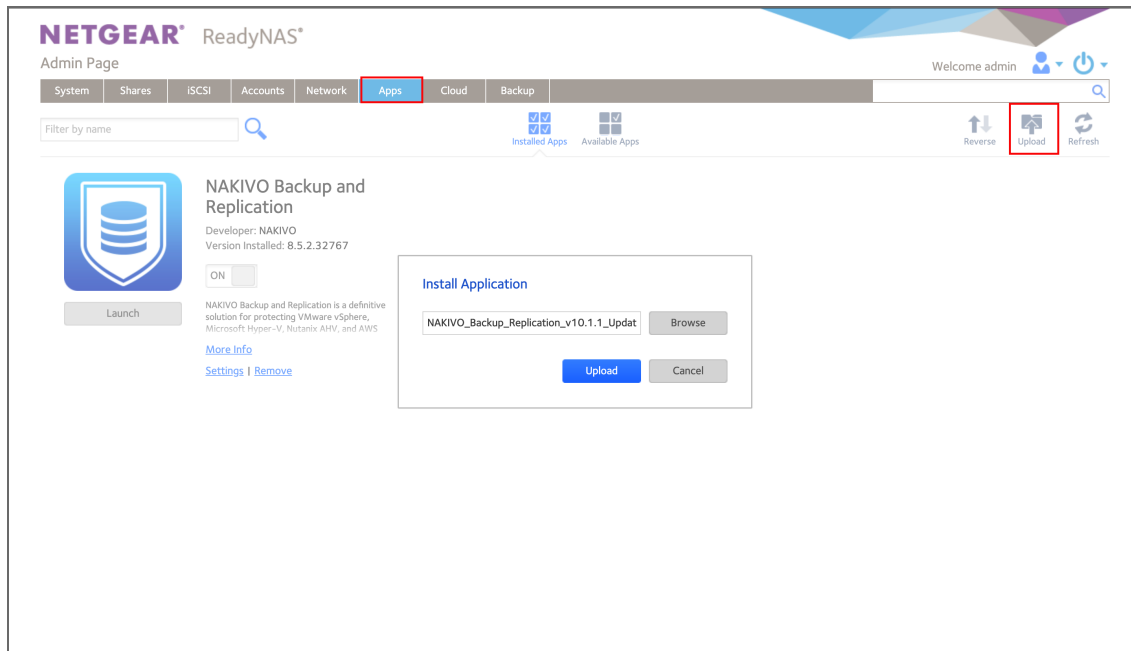 NETGEAR® ReadyNAS®
Admin Page
Welcome admin
System Shares iSCSI Accounts Network Apps Cloud Backup
Filter by name
Installed Apps Available Apps
Reverse Upload Refresh
NAKIVO Backup and
Replication
Developer: NAKIVO
Version Installed: 8.5.2.32767
ON
Launch
NAKIVO Backup and Replication is a definitive
solution for protecting VMware vSphere,
Microsoft Hyper-V, Nutanix AHV, and AWS
More Info
Settings | Remove
Install Application
NAKIVO_Backup_Replication_v10.1.1_Updat Browse
Upload Cancel